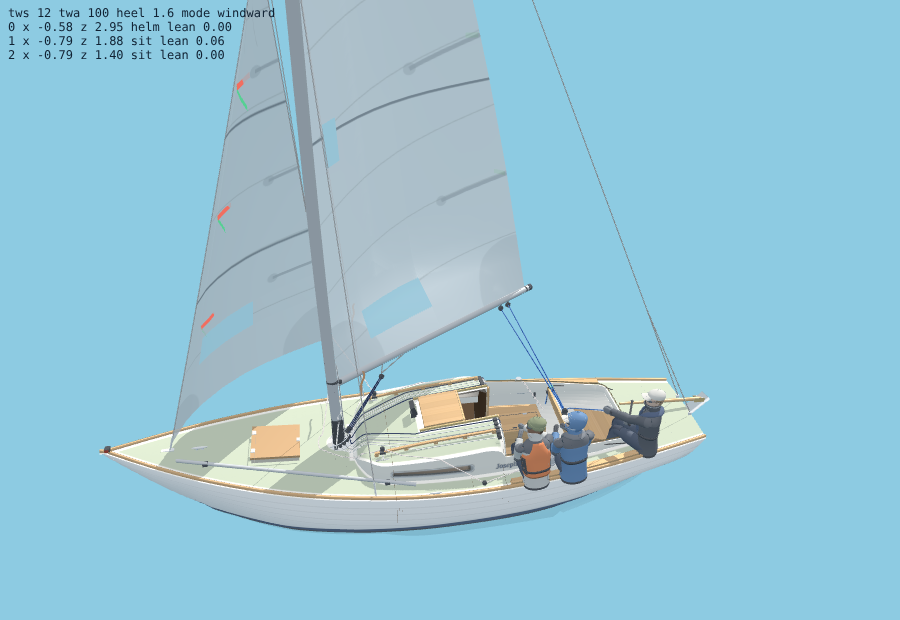 tws 12 twa 100 heel 1.6 mode windward
0 x -0.58 z 2.95 helm lean 0.00
1 x -0.79 z 1.88 sit lean 0.06
2 x -0.79 z 1.40 sit lean 0.00